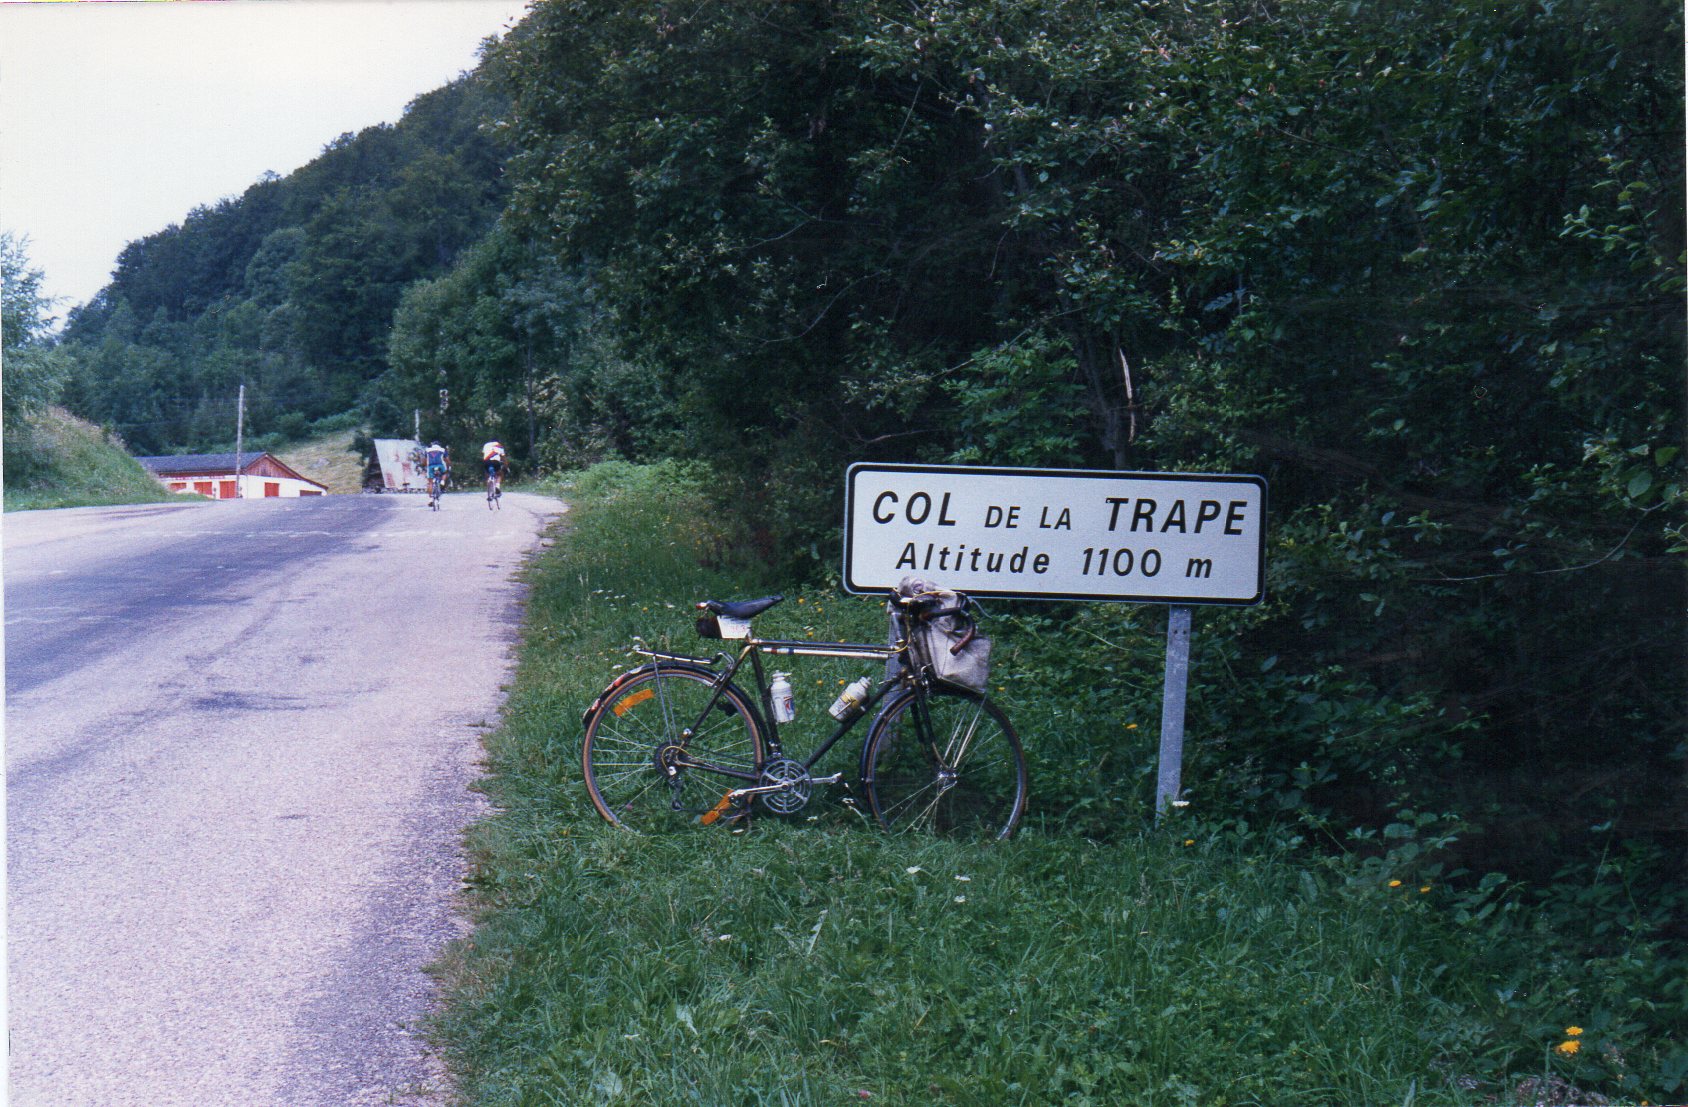 COL DE LA TRAPE
Altitude 1100 m